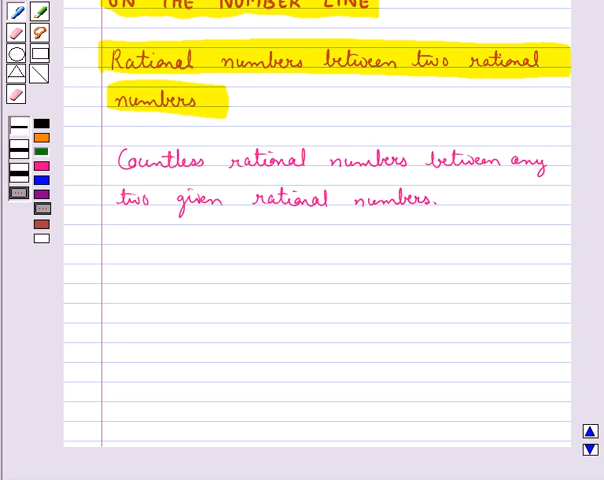 ON THE NUMBER LINE
Rational numbers between two rational
numbers
Countless rational numbers between any
two given rational numbers.